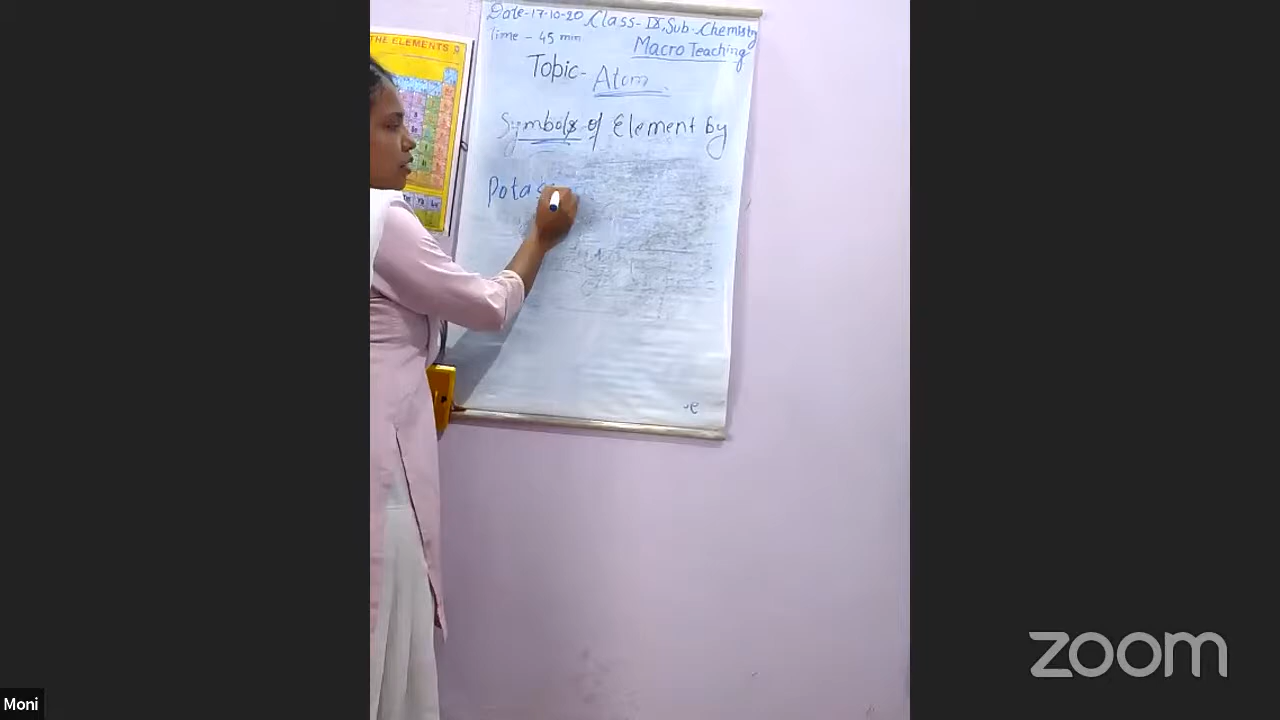 Date-17-10-20 Class-IX, Sub-Chemistry
Time - 45 min
Macro Teaching
Topic- Atom
THE ELEMENTS
Symbols of Element by
Potas
zoom
Moni